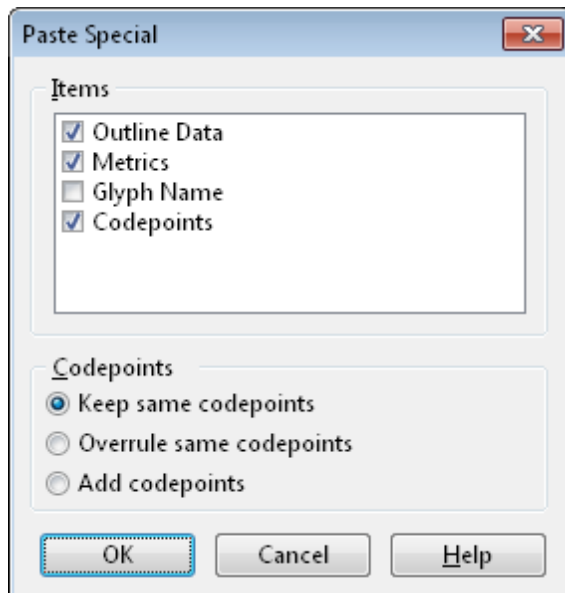 Paste Special
Items
Outline Data
Metrics
Glyph Name
Codepoints
Codepoints
Keep same codepoints
Overrule same codepoints
Add codepoints
OK Cancel Help